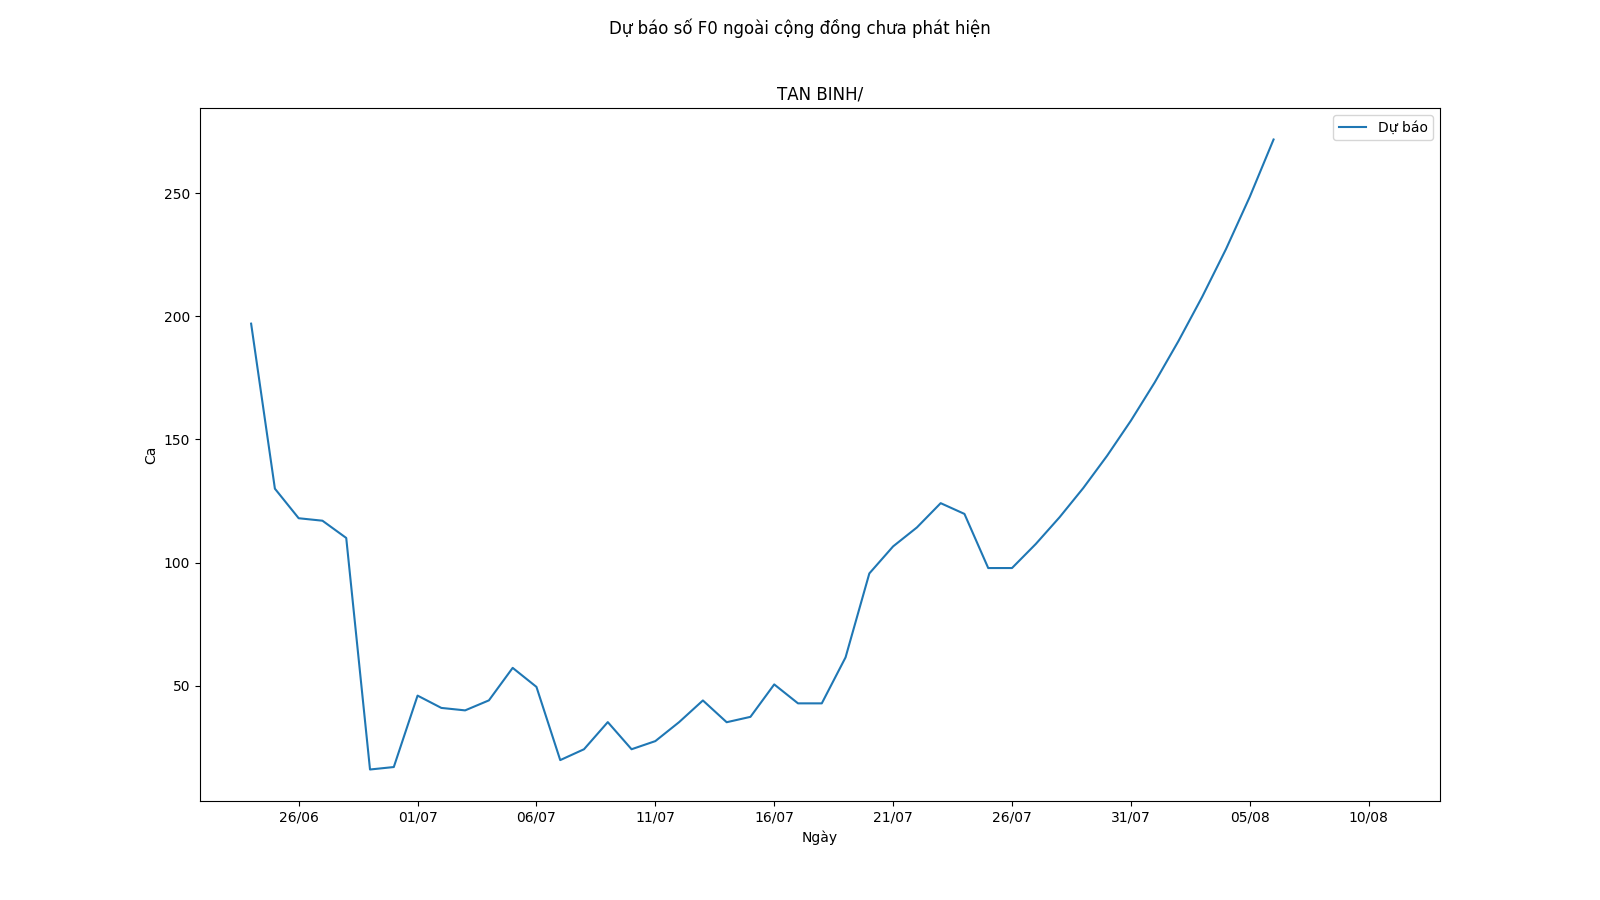 Dự báo số F0 ngoài cộng đồng chưa phát hiện
TAN BINH/
Dự báo
250
200
150
100
50
Ca
26/06 01/07 06/07 11/07 16/07 21/07 26/07 31/07 05/08 10/08
Ngày